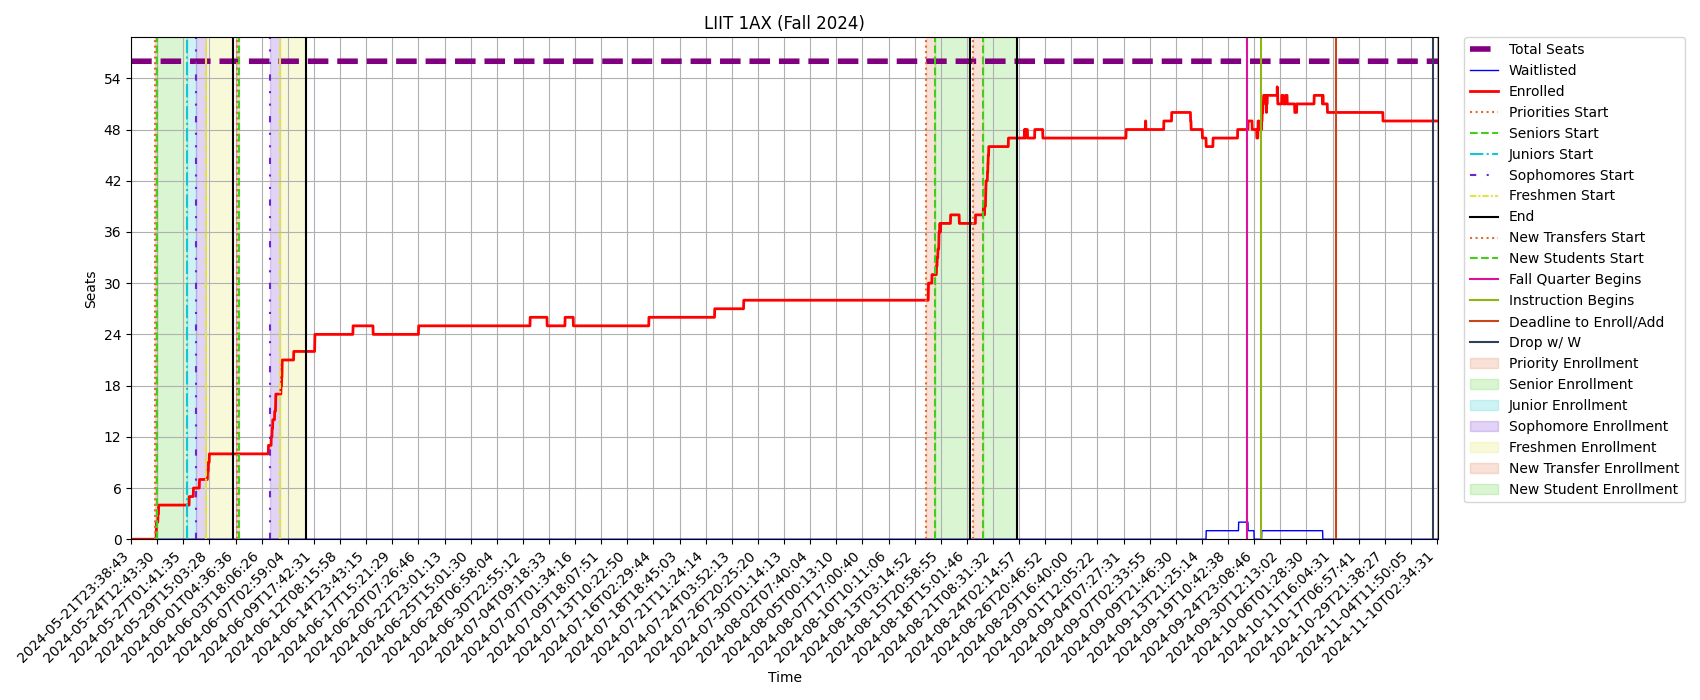 LIIT 1AX (Fall 2024)
Seats
54
48
42
36
30
24
18
12
6
0
2024-05-21T23:38:43
2024-05-24T12:43:30
2024-05-27T01:41:35
2024-05-29T15:03:28
2024-06-01T04:36:36
2024-06-03T18:06:26
2024-06-07T02:59:04
2024-06-09T17:42:31
2024-06-12T08:15:58
2024-06-14T23:43:15
2024-06-17T15:21:29
2024-06-20T07:26:46
2024-06-22T23:01:13
2024-06-25T15:01:30
2024-06-28T06:58:04
2024-06-30T22:55:12
2024-07-04T09:18:33
2024-07-07T01:34:16
2024-07-09T18:07:51
2024-07-13T10:22:50
2024-07-16T02:29:44
2024-07-18T18:45:03
2024-07-21T11:24:14
2024-07-24T03:52:13
2024-07-26T20:25:20
2024-07-30T01:14:13
2024-08-02T07:40:04
2024-08-05T00:13:10
2024-08-07T17:00:40
2024-08-10T10:11:06
2024-08-13T03:14:52
2024-08-15T20:58:55
2024-08-18T15:01:46
2024-08-21T08:31:32
2024-08-24T02:14:57
2024-08-26T20:46:52
2024-08-29T16:40:00
2024-09-01T12:05:22
2024-09-04T07:27:31
2024-09-07T02:33:55
2024-09-09T21:46:30
2024-09-13T21:25:14
2024-09-19T10:42:38
2024-09-24T23:08:46
2024-09-30T12:13:02
2024-10-06T01:28:30
2024-10-11T16:04:31
2024-10-17T06:57:41
2024-10-29T21:38:27
2024-11-04T11:50:05
2024-11-10T02:34:31
Time
Total Seats
Waitlisted
Enrolled
Priorities Start
Seniors Start
Juniors Start
Sophomores Start
Freshmen Start
End
New Transfers Start
New Students Start
Fall Quarter Begins
Instruction Begins
Deadline to Enroll/Add
Drop w/ W
Priority Enrollment
Senior Enrollment
Junior Enrollment
Sophomore Enrollment
Freshmen Enrollment
New Transfer Enrollment
New Student Enrollment